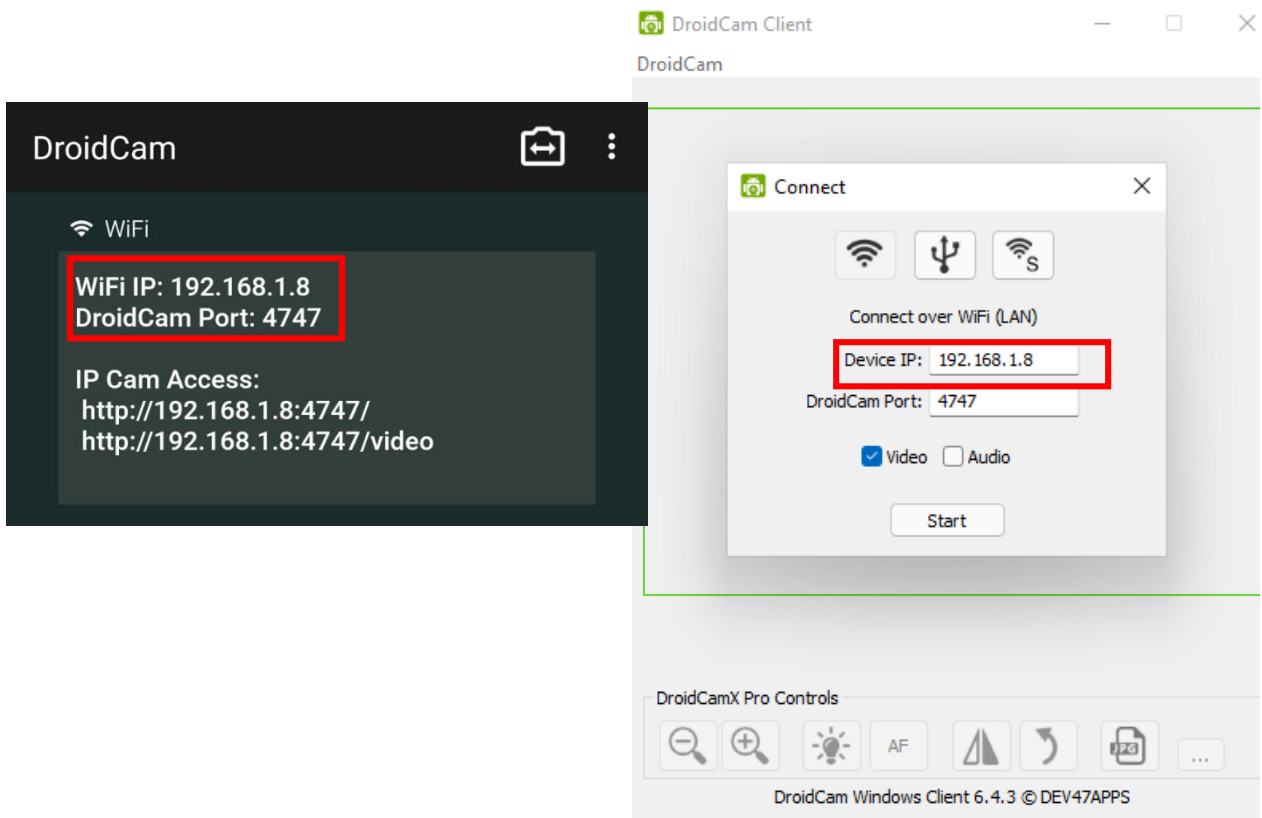 DroidCam Client
DroidCam
DroidCam
WiFi
WiFi IP: 192.168.1.8
DroidCam Port: 4747
IP Cam Access:
http://192.168.1.8:4747/
http://192.168.1.8:4747/video
Connect
S
Connect over WiFi (LAN)
Device IP: 192.168.1.8
DroidCam Port: 4747
Video Audio
Start
DroidCamX Pro Controls
AF
JPG
...
DroidCam Windows Client 6.4.3 © DEV47APPS